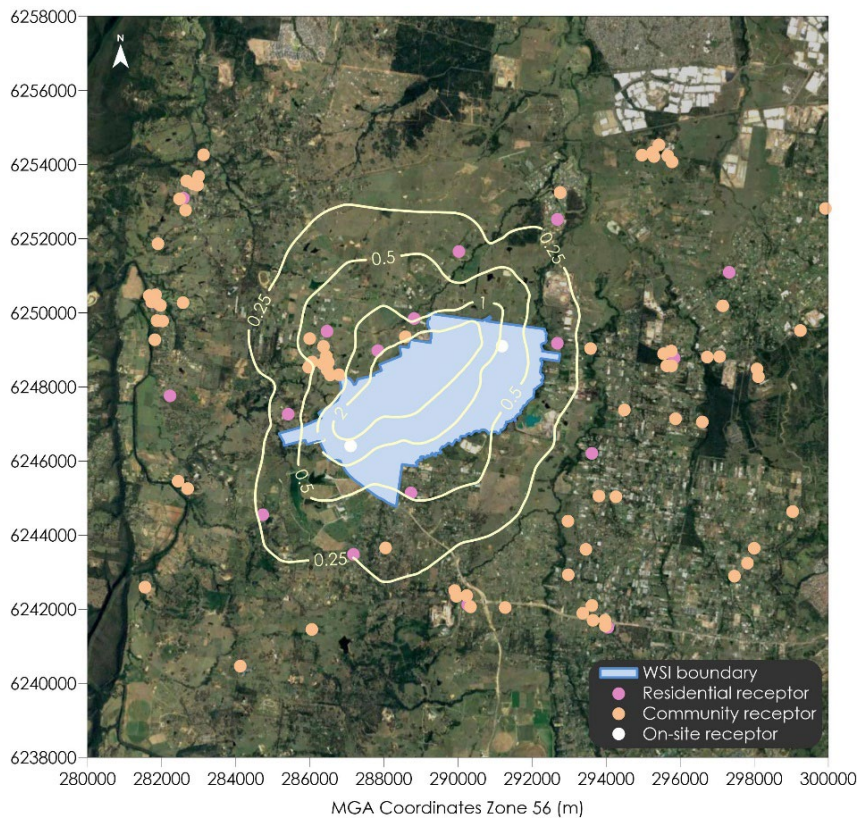 6258000
N
6256000
6254000
6252000
0.25
0.5
0.25
6250000
1
6248000
0.5
2
6246000
0.5
6244000
0.25
6242000
WSI boundary
6240000
Residential receptor
Community receptor
On-site receptor
6238000
280000 282000 284000 286000 288000 290000 292000 294000 296000 298000 300000
MGA Coordinates Zone 56 (m)